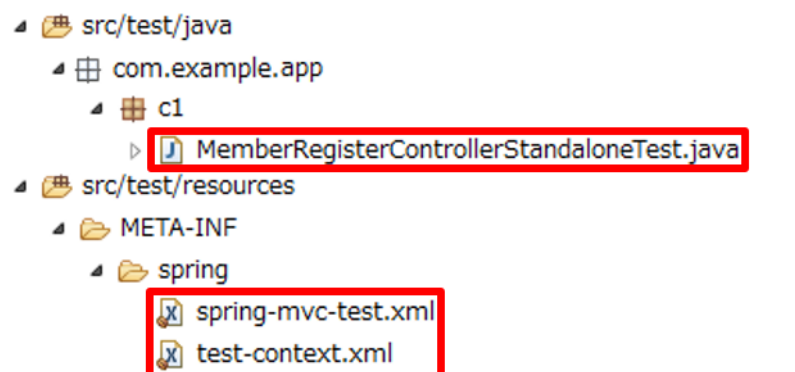 src/test/java
com.example.app
c1
MemberRegisterControllerStandaloneTest.java
src/test/resources
META-INF
spring
spring-mvc-test.xml
test-context.xml